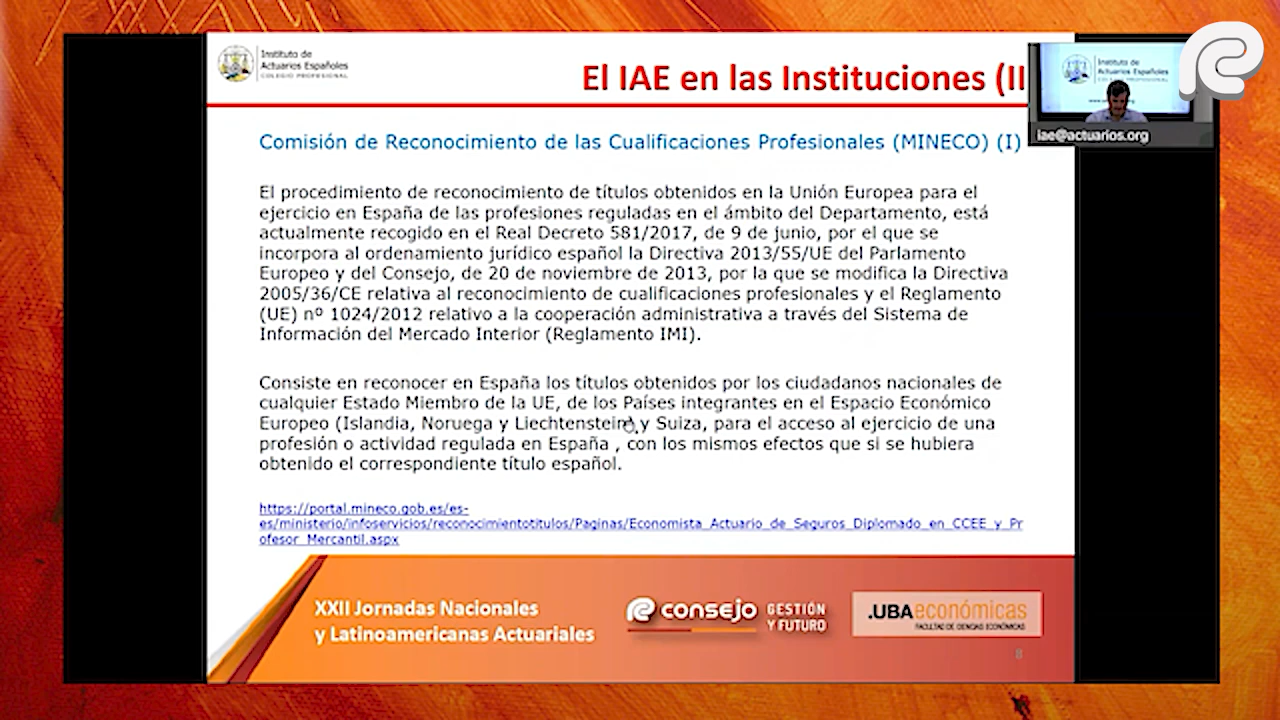 Instituto de
Actuarios Españoles
COLEGIO PROFESIONAL
El IAE en las Instituciones (II
Instituto de
Actuarios Españoles
iae@actuarios.org
Comisión de Reconocimiento de las Cualificaciones Profesionales (MINECO) (I)
El procedimiento de reconocimiento de títulos obtenidos en la Unión Europea para el
ejercicio en España de las profesiones reguladas en el ámbito del Departamento, está
actualmente recogido en el Real Decreto 581/2017, de 9 de junio, por el que se
incorpora al ordenamiento jurídico español la Directiva 2013/55/UE del Parlamento
Europeo y del Consejo, de 20 de noviembre de 2013, por la que se modifica la Directiva
2005/36/CE relativa al reconocimiento de cualificaciones profesionales y el Reglamento
(UE) nº 1024/2012 relativo a la cooperación administrativa a través del Sistema de
Información del Mercado Interior (Reglamento IMI).
Consiste en reconocer en España los títulos obtenidos por los ciudadanos nacionales de
cualquier Estado Miembro de la UE, de los Países integrantes en el Espacio Económico
Europeo (Islandia, Noruega y Liechtenstein) y Suiza, para el acceso al ejercicio de una
profesión o actividad regulada en España , con los mismos efectos que si se hubiera
obtenido el correspondiente título español.
https://portal.mineco.gob.es/es-
es/ministerio/infoservicios/reconocimientotitulos/Paginas/Economista_Actuario_de_Seguros_Diplomado_en_CCEE_y_Pr
ofesor_Mercantil.aspx
XXII Jornadas Nacionales
y Latinoamericanas Actuariales
consejo
GESTIÓN
Y FUTURO
.UBAeconómicas
FACULTAD DE CIENCIAS ECONÓMICAS
8